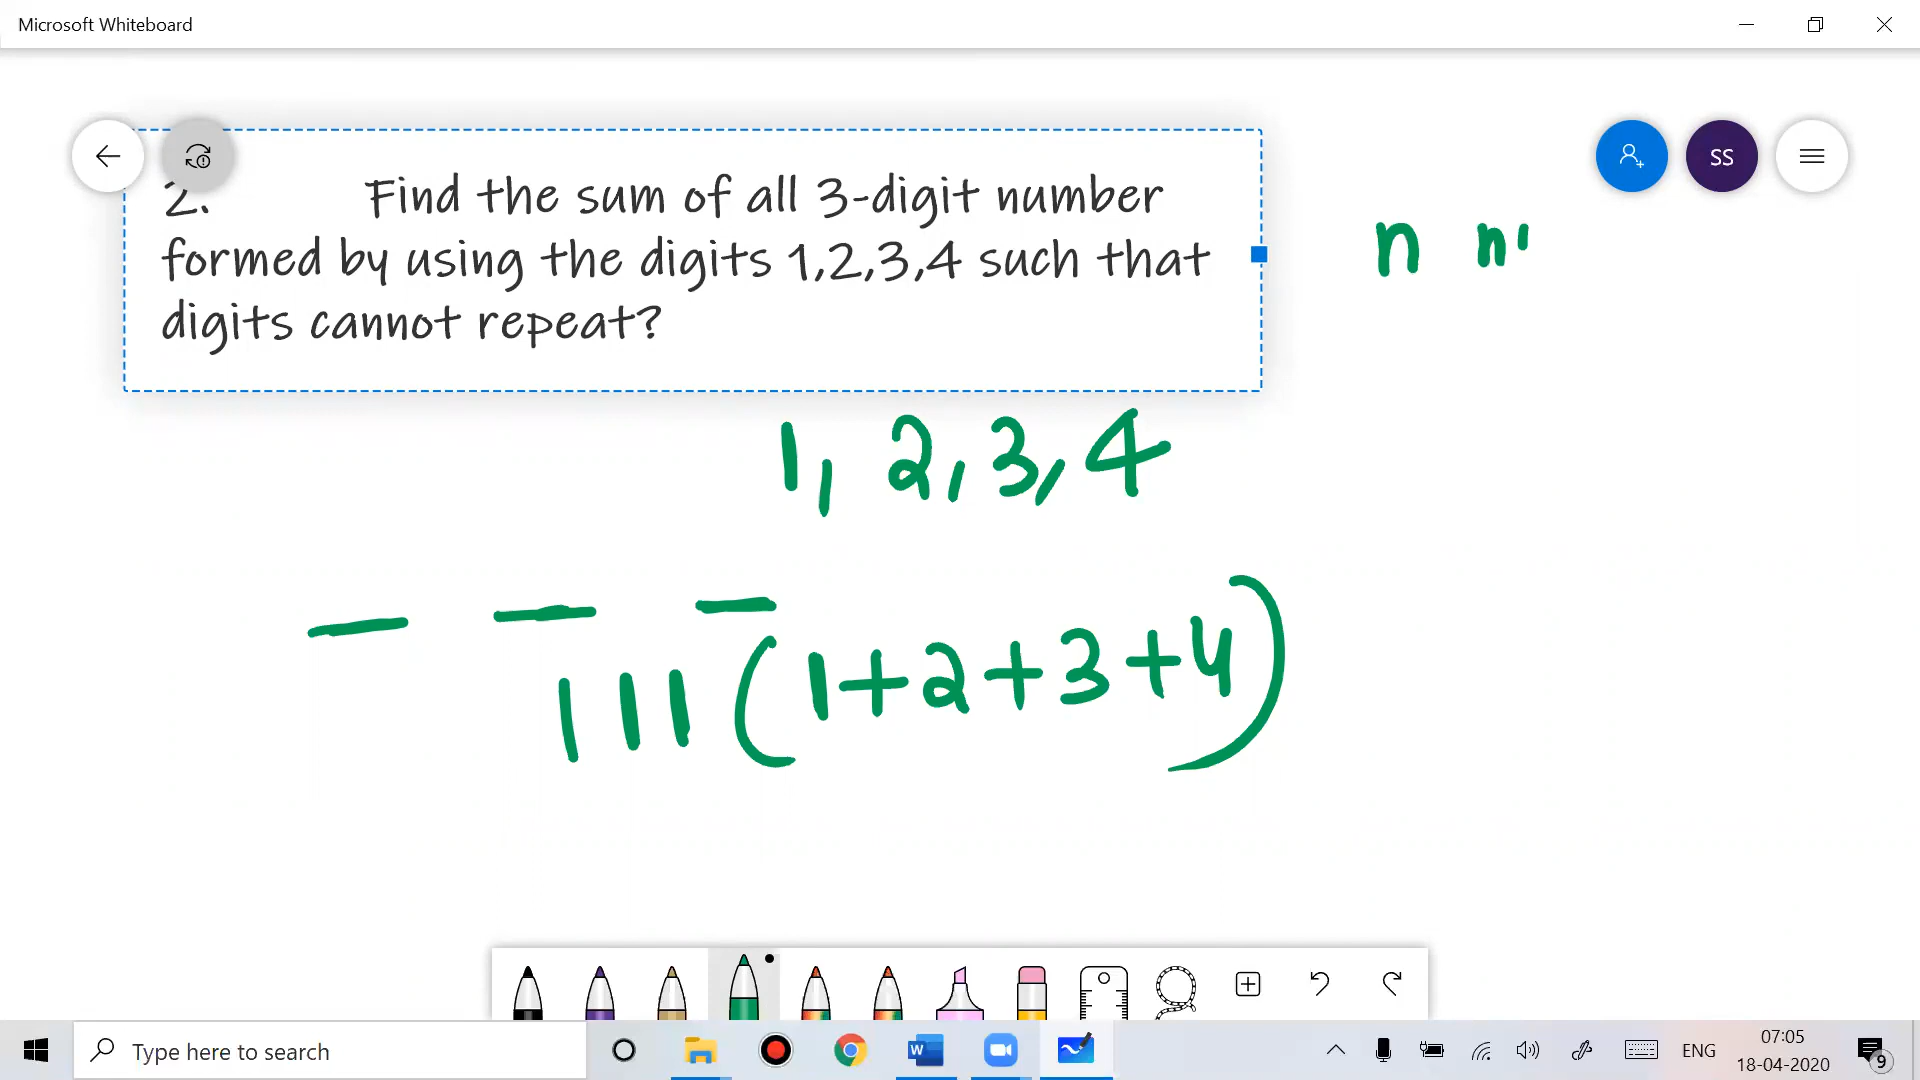 Microsoft Whiteboard
SS
2. Find the sum of all 3-digit number
formed by using the digits 1,2,3,4 such that
digits cannot repeat?
n n'
1, 2, 3, 4
_ _ _
111 (1+2+3+4)
Type here to search
W
ENG
07:05
18-04-2020
9